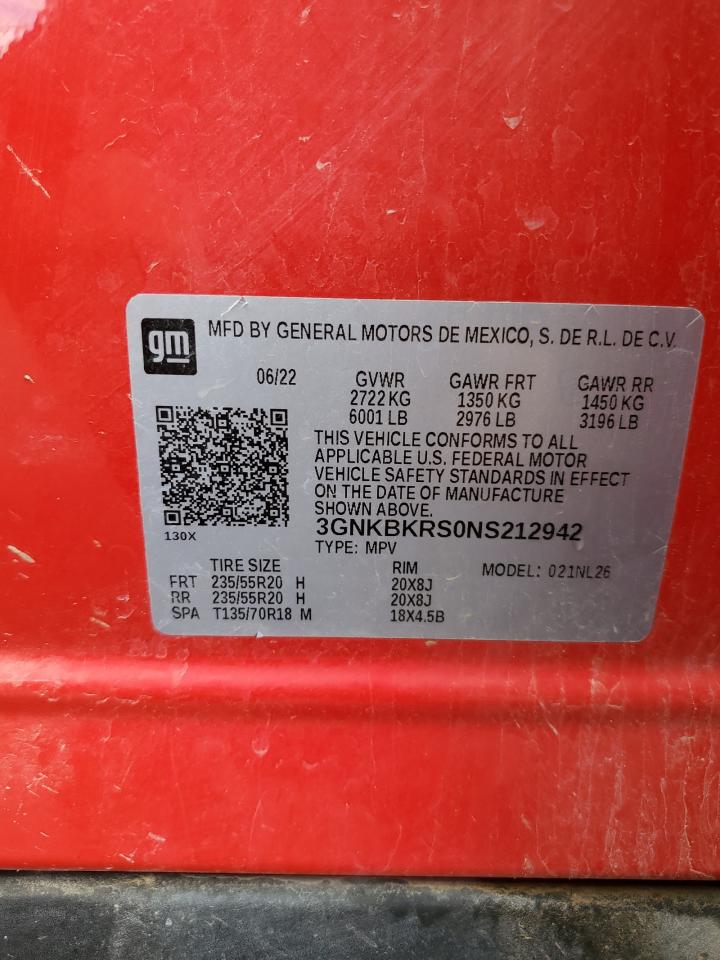 gm MFD BY GENERAL MOTORS DE MEXICO, S. DE R.L. DE C.V.
06/22 GVWR GAWR FRT GAWR RR
2722 KG 1350 KG 1450 KG
6001 LB 2976 LB 3196 LB
THIS VEHICLE CONFORMS TO ALL
APPLICABLE U.S. FEDERAL MOTOR
VEHICLE SAFETY STANDARDS IN EFFECT
ON THE DATE OF MANUFACTURE
SHOWN ABOVE.
130X 3GNKBKRS0NS212942
TYPE: MPV
TIRE SIZE RIM MODEL: 021NL26
FRT 235/55R20 H 20X8J
RR 235/55R20 H 20X8J
SPA T135/70R18 M 18X4.5B